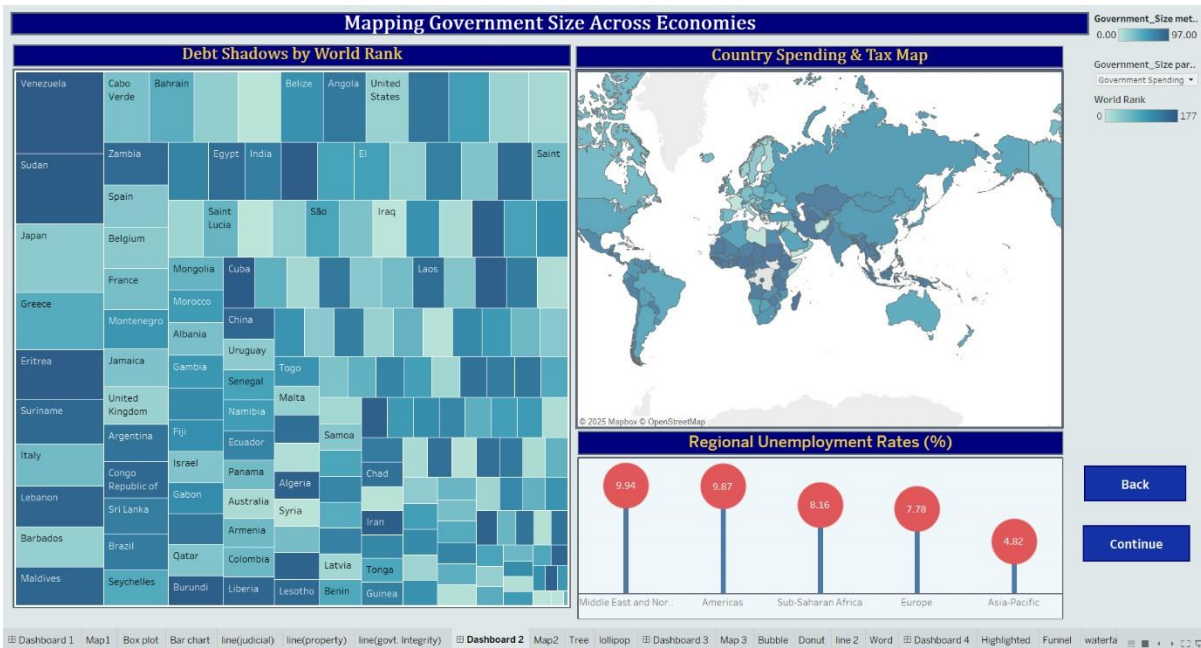 Mapping Government Size Across Economies
Government_Size met..
0.00 97.00
Government_Size par..
Government Spending
World Rank
0 177
Debt Shadows by World Rank
Venezuela
Sudan
Japan
Greece
Eritrea
Suriname
Italy
Lebanon
Barbados
Maldives
Cabo
Verde
Bahrain
Belize
Angola
United
States
Zambia
Egypt
India
El
Saint
Spain
Saint
Lucia
São
Iraq
Belgium
France
Mongolia
Cuba
Laos
Montenegro
Morocco
China
Albania
Uruguay
Jamaica
Gambia
Senegal
Togo
United
Kingdom
Namibia
Malta
Argentina
Fiji
Ecuador
Samoa
Congo
Republic of
Israel
Panama
Algeria
Chad
Sri Lanka
Gabon
Australia
Syria
Iran
Brazil
Armenia
Qatar
Colombia
Latvia
Tonga
Seychelles
Burundi
Liberia
Lesotho
Benin
Guinea
Country Spending & Tax Map
© 2025 Mapbox © OpenStreetMap
Regional Unemployment Rates (%)
9.94
9.87
8.16
7.78
4.82
Middle East and Nor..
Americas
Sub-Saharan Africa
Europe
Asia-Pacific
Back
Continue
Dashboard 1 Map1 Box plot Bar chart line(judicial) line(property) line(govt. Integrity) Dashboard 2 Map2 Tree lollipop Dashboard 3 Map 3 Bubble Donut line 2 Word Dashboard 4 Highlighted Funnel waterfa